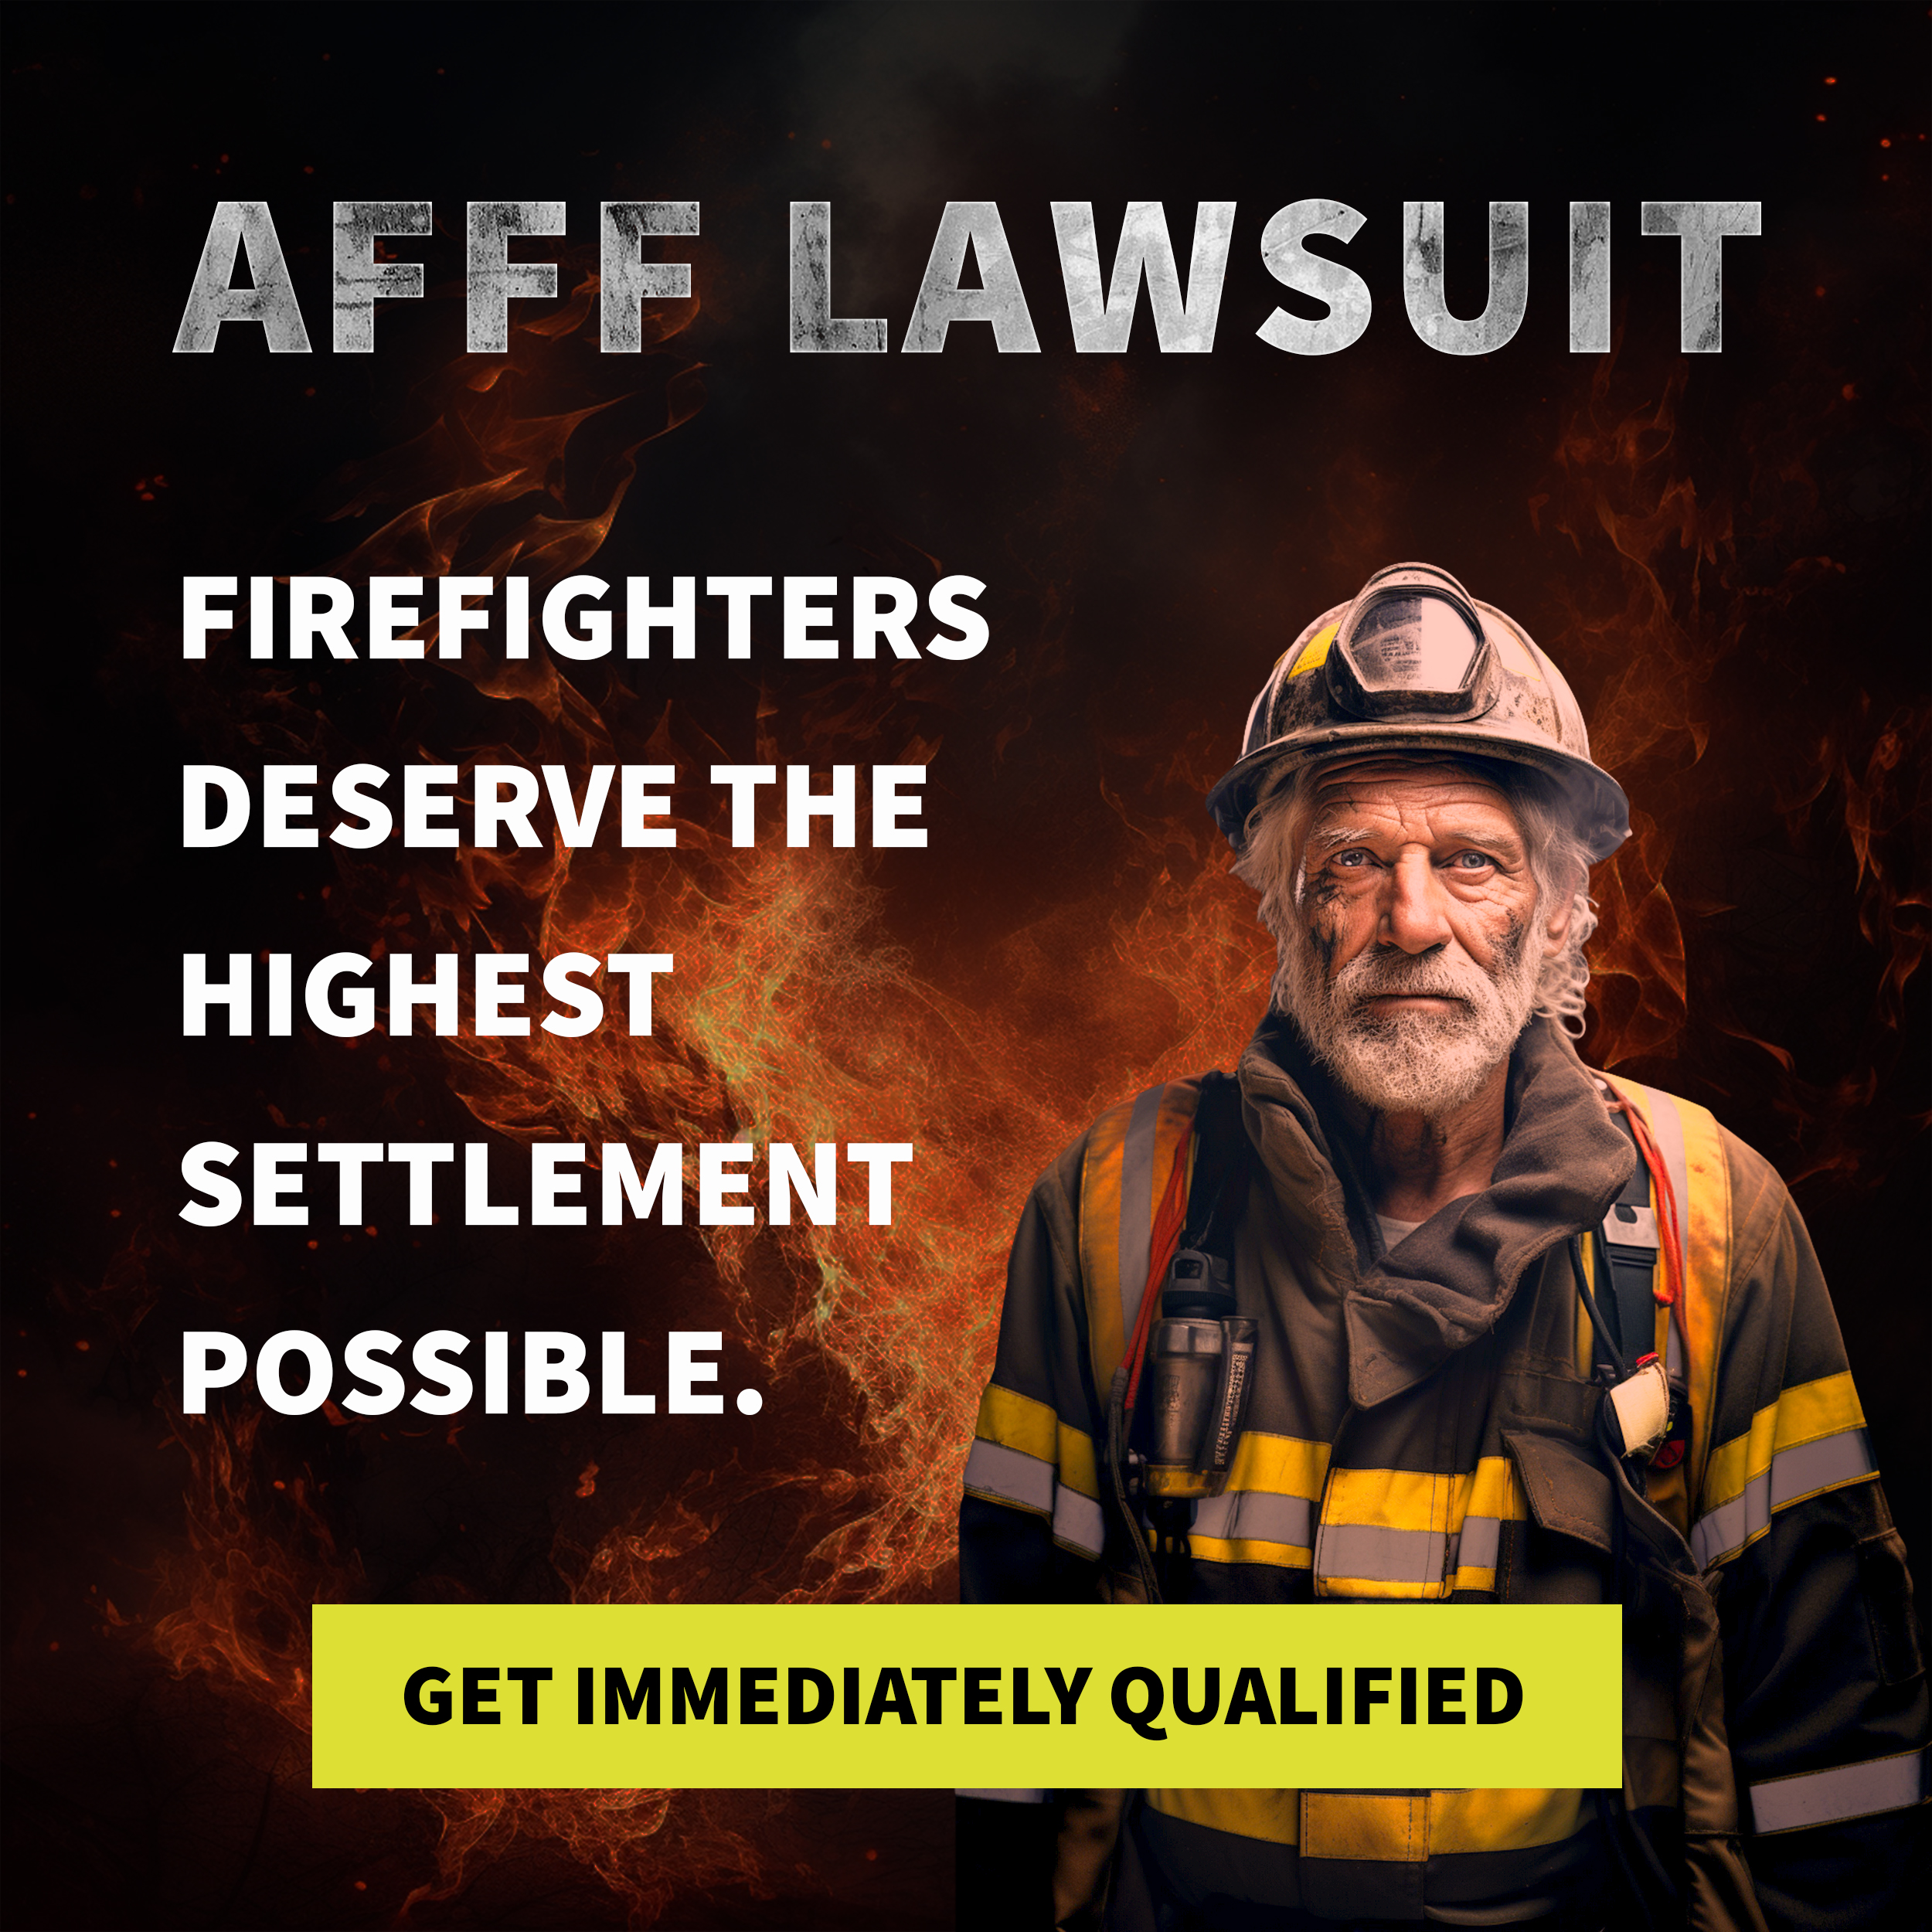 AFFF LAWSUIT
FIREFIGHTERS
DESERVE THE
HIGHEST
SETTLEMENT
POSSIBLE.
GET IMMEDIATELY QUALIFIED